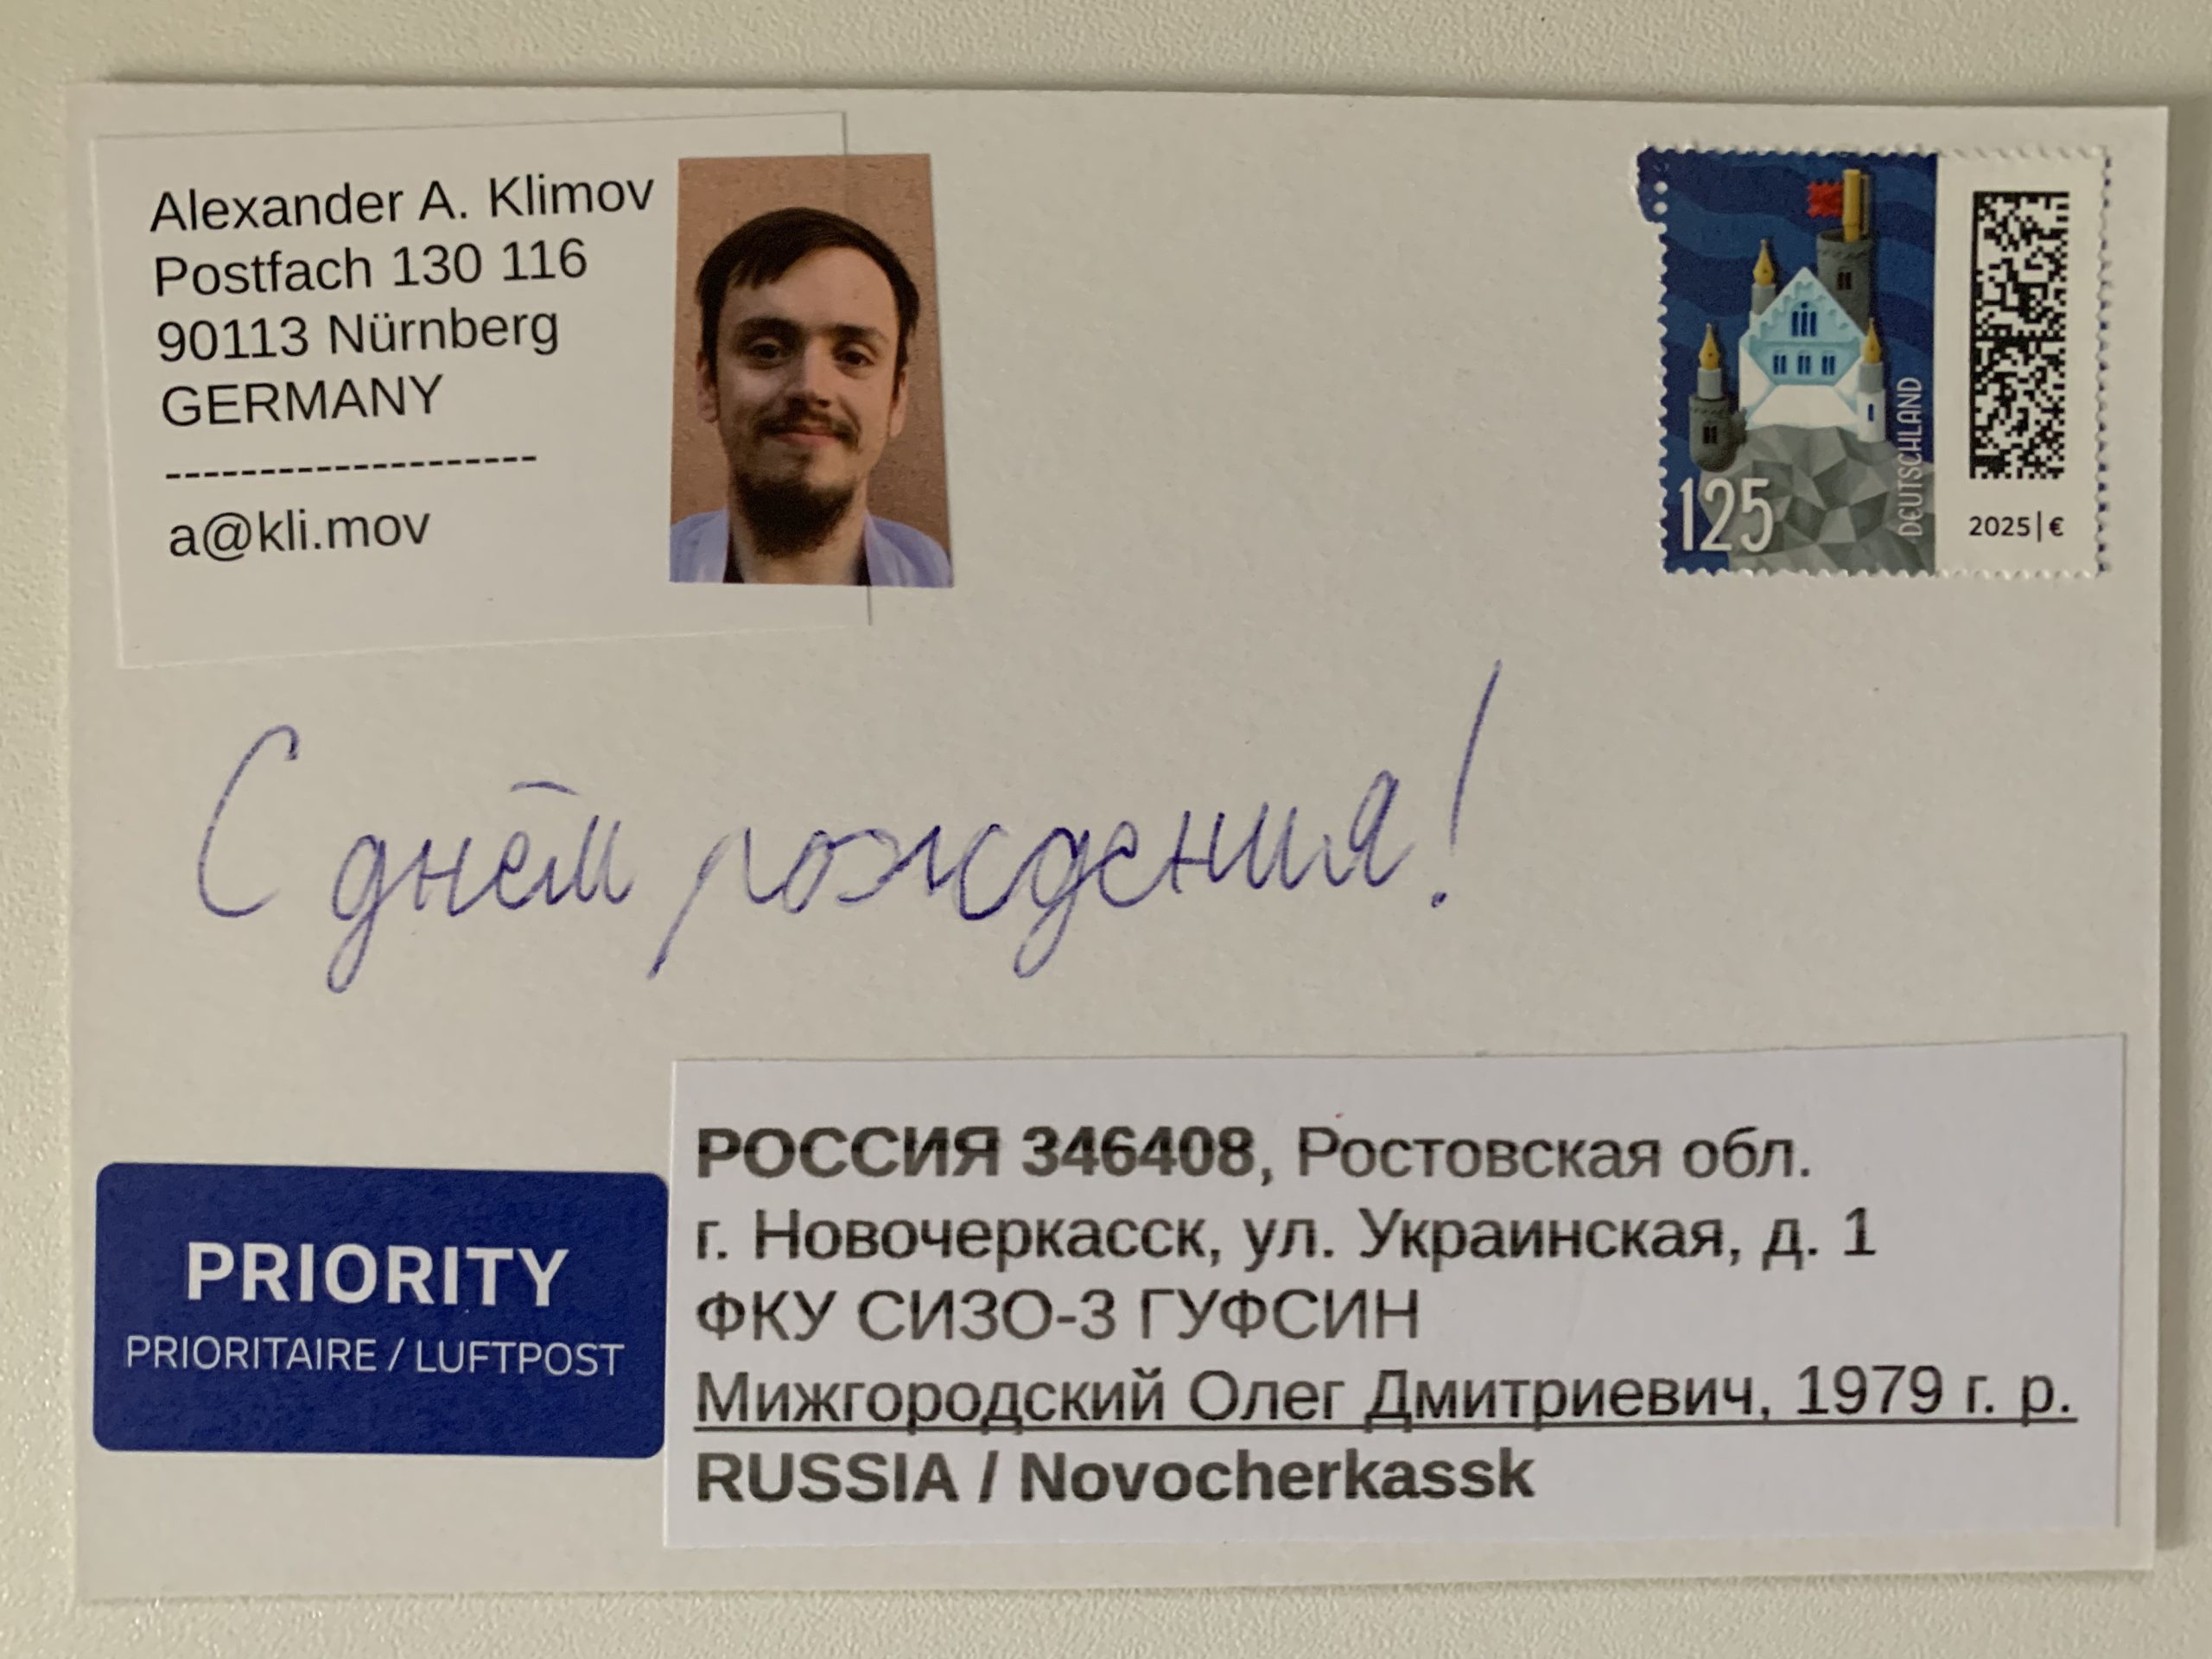 Alexander A. Klimov
Postfach 130 116
90113 Nürnberg
GERMANY
--------------------
a@kli.mov
125
DEUTSCHLAND
2025|€
С днём рождения!
PRIORITY
PRIORITAIRE / LUFTPOST
РОССИЯ 346408, Ростовская обл.
г. Новочеркасск, ул. Украинская, д. 1
ФКУ СИЗО-3 ГУФСИН
Мижгородский Олег Дмитриевич, 1979 г. р.
RUSSIA / Novocherkassk